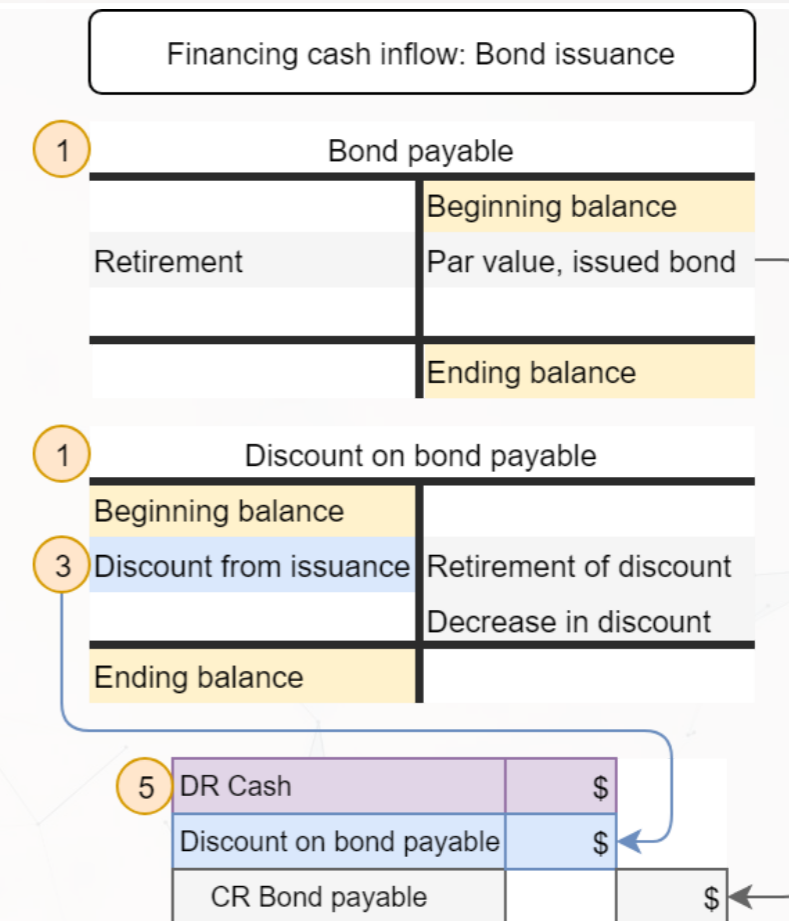 Financing cash inflow: Bond issuance
1
Bond payable
Beginning balance
Retirement
Par value, issued bond
Ending balance
1
Discount on bond payable
Beginning balance
3
Discount from issuance
Retirement of discount
Decrease in discount
Ending balance
5
DR Cash
$
Discount on bond payable
$
CR Bond payable
$